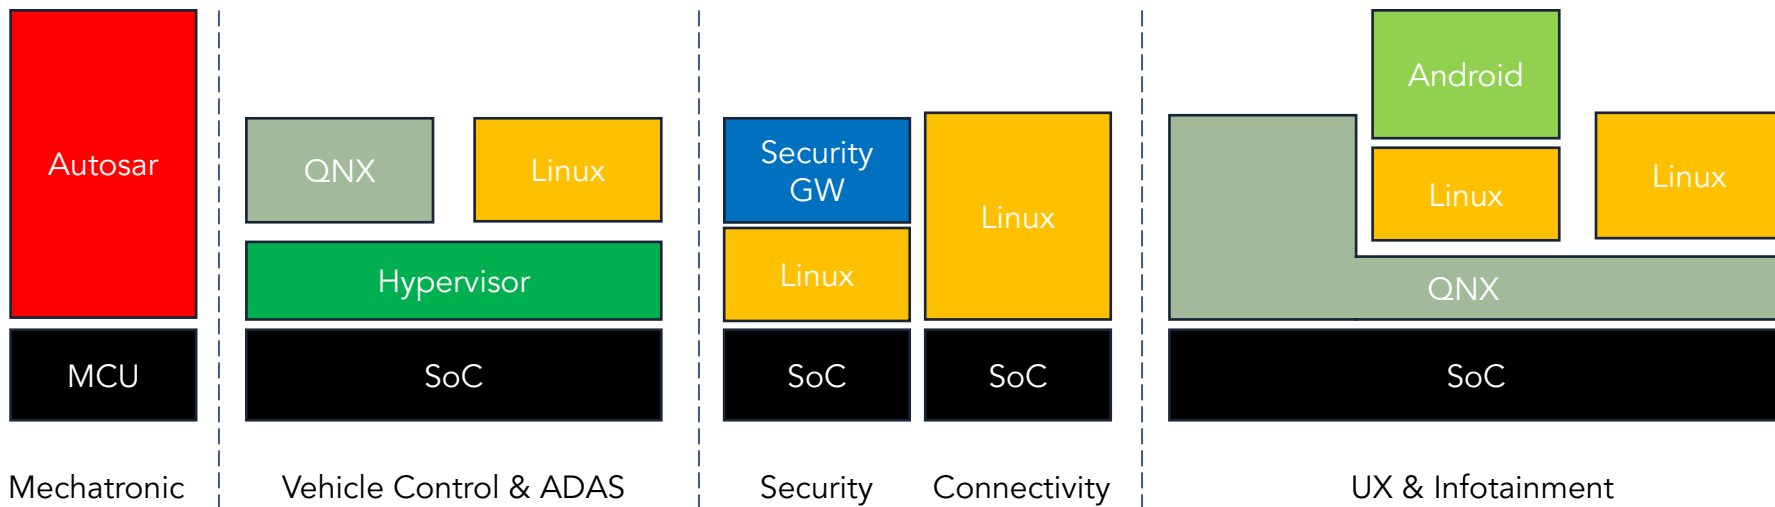 Autosar
MCU
Mechatronic
QNX
Linux
Hypervisor
SoC
Vehicle Control & ADAS
Security
GW
Linux
SoC
Security
Linux
SoC
Connectivity
Android
Linux
Linux
QNX
SoC
UX & Infotainment